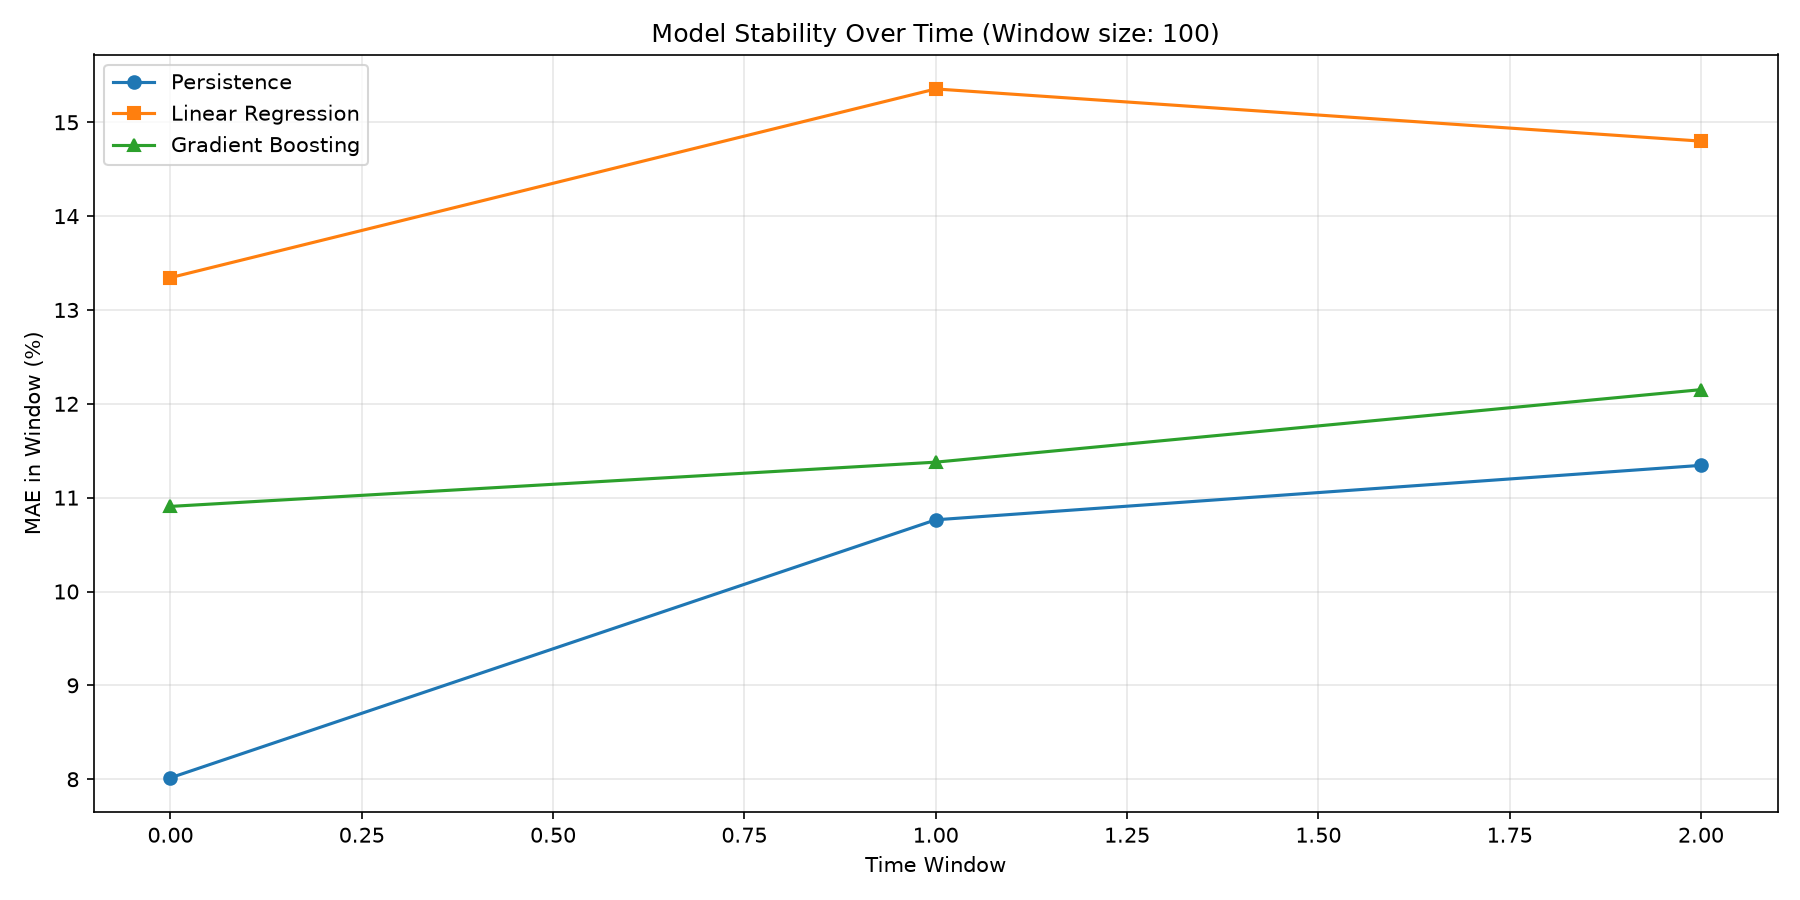 Model Stability Over Time (Window size: 100)
Persistence
Linear Regression
Gradient Boosting
MAE in Window (%)
15
14
13
12
11
10
9
8
0.00 0.25 0.50 0.75 1.00 1.25 1.50 1.75 2.00
Time Window